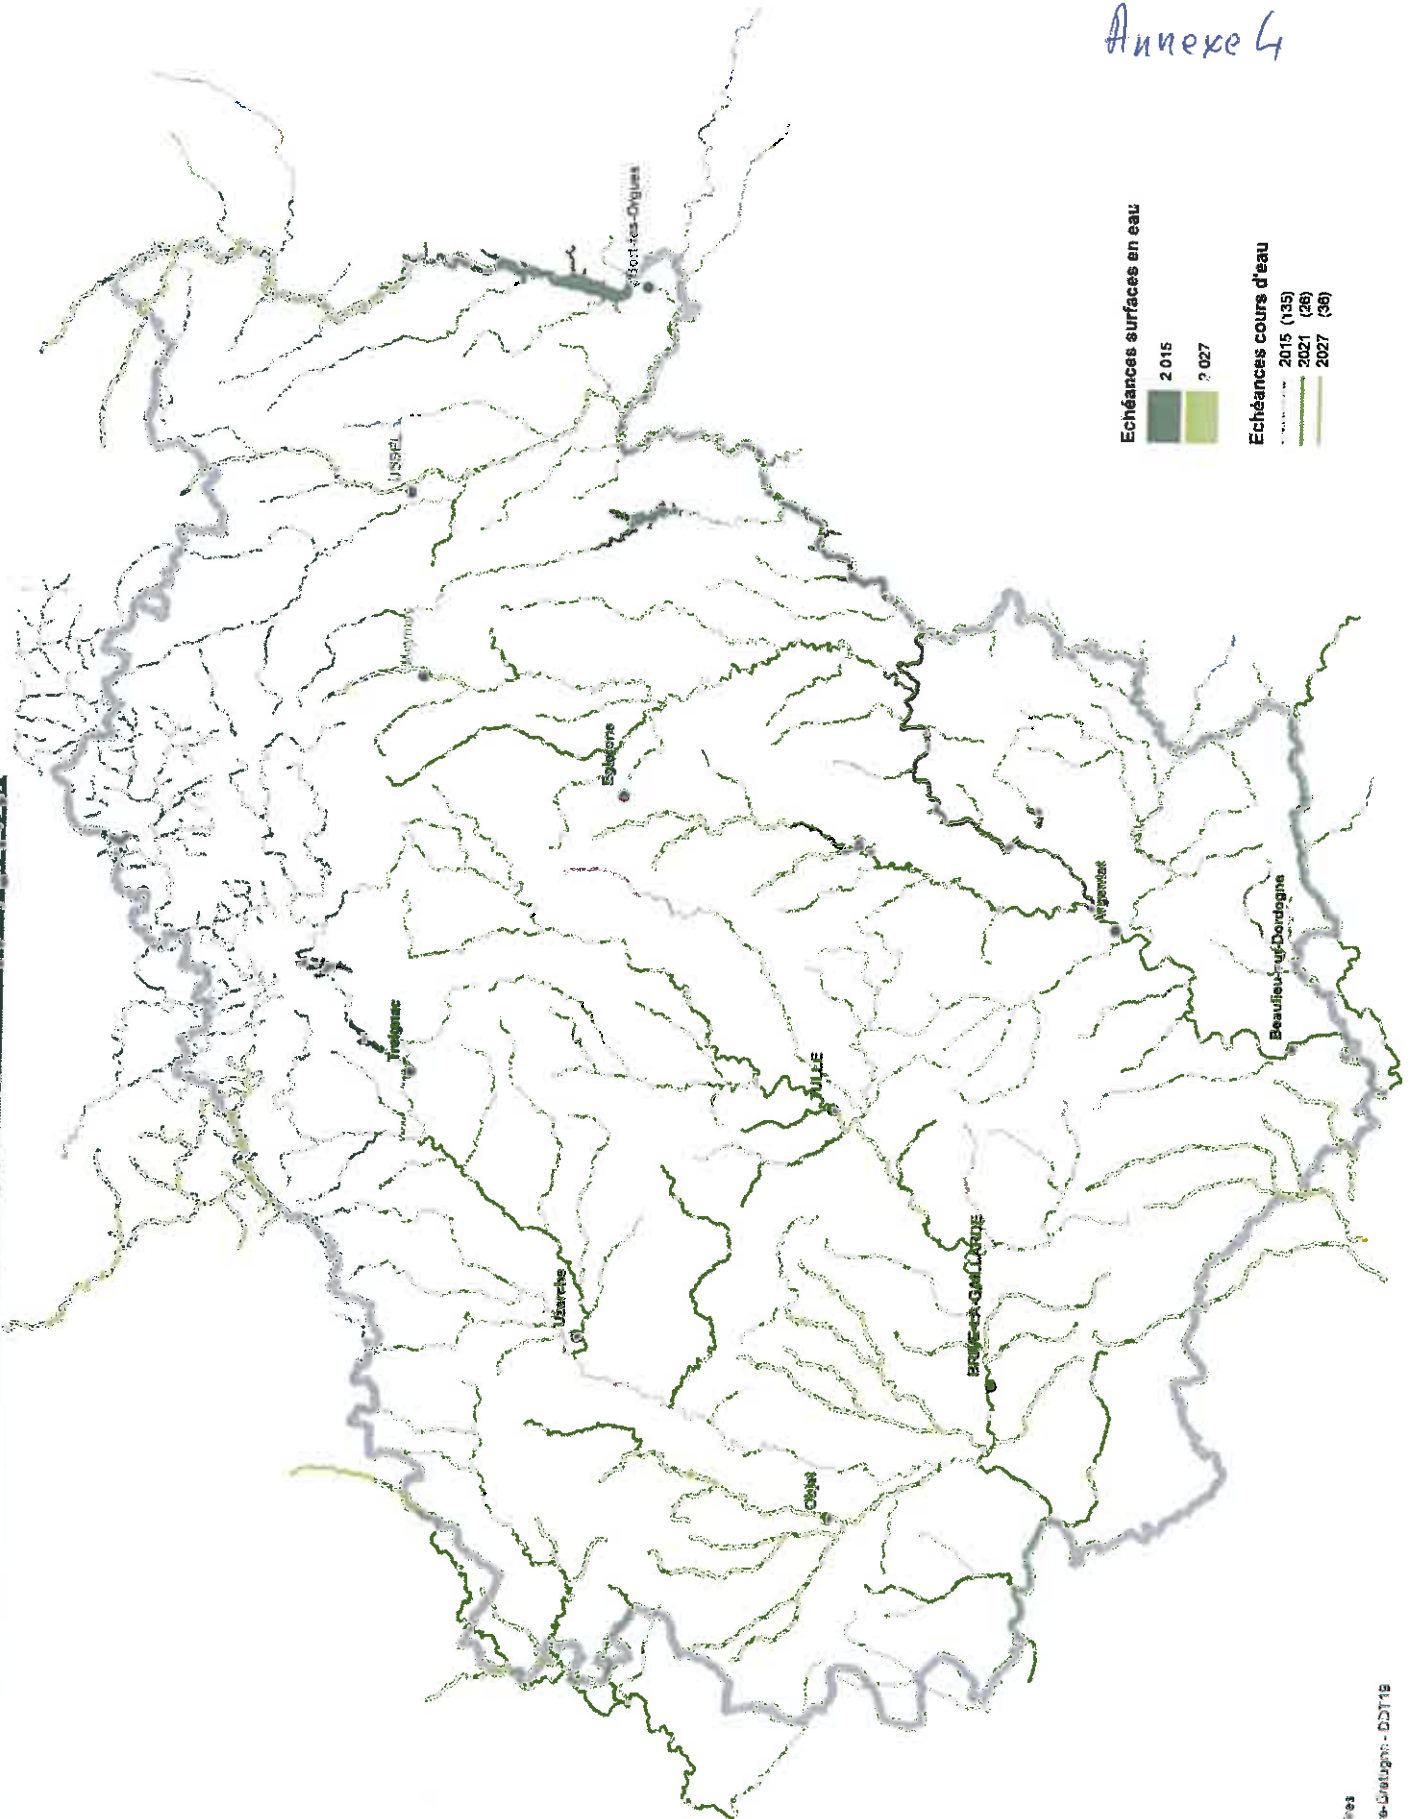 Annexe 4
Bort-les-Orgues
USSEL
Meymac
Egletons
Treignac
Uzerche
TULLE
Argentat
Objat
BRIVE-LA-GAILLARDE
Beaulieu-sur-Dordogne
Echéances surfaces en eau
2 015
2 027
Echéances cours d'eau
2015 (135)
2021 (26)
2027 (36)
- DDT19